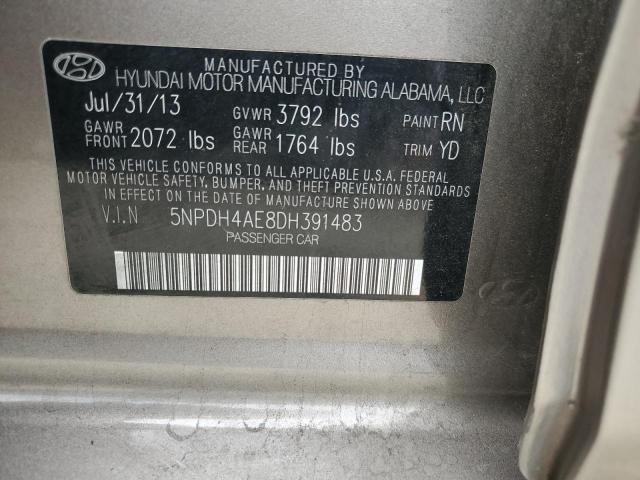 MANUFACTURED BY
HYUNDAI MOTOR MANUFACTURING ALABAMA, LLC
Jul/31/13 GVWR 3792 lbs PAINT RN
GAWR FRONT 2072 lbs GAWR REAR 1764 lbs TRIM YD
THIS VEHICLE CONFORMS TO ALL APPLICABLE U.S.A. FEDERAL
MOTOR VEHICLE SAFETY, BUMPER, AND THEFT PREVENTION STANDARDS
IN EFFECT ON THE DATE OF MANUFACTURE SHOWN ABOVE.
V.I.N 5NPDH4AE8DH391483
PASSENGER CAR